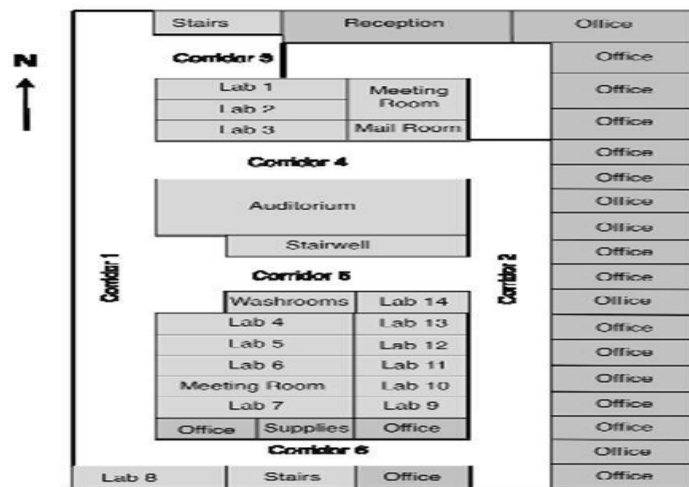 Stairs Reception Office
N
Corridor 3 Office
Lab 1 Meeting Room Office
Lab 2
Lab 3 Mail Room Office
Corridor 4 Office
Office
Auditorium Office
Office
Stairwell Office
Corridor 1
Corridor 5 Office
Corridor 2
Washrooms Lab 14 Office
Lab 4 Lab 13 Office
Lab 5 Lab 12 Office
Lab 6 Lab 11 Office
Meeting Room Lab 10 Office
Lab 7 Lab 9
Office Supplies Office Office
Corridor 6 Office
Lab 8 Stairs Office Office